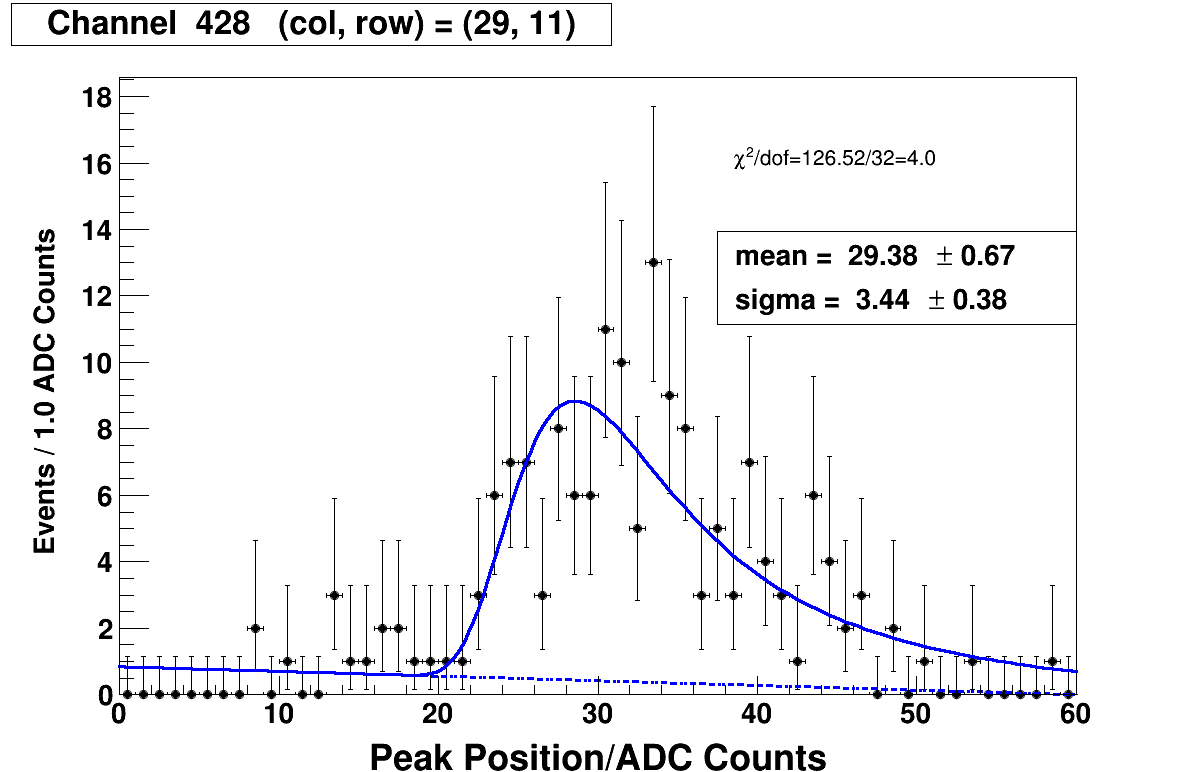 Channel 428 (col, row) = (29, 11)
18
16
14
12
10
8
6
4
2
0
Events / 1.0 ADC Counts
χ²/dof=126.52/32=4.0
mean = 29.38 ± 0.67
sigma = 3.44 ± 0.38
0 10 20 30 40 50 60
Peak Position/ADC Counts